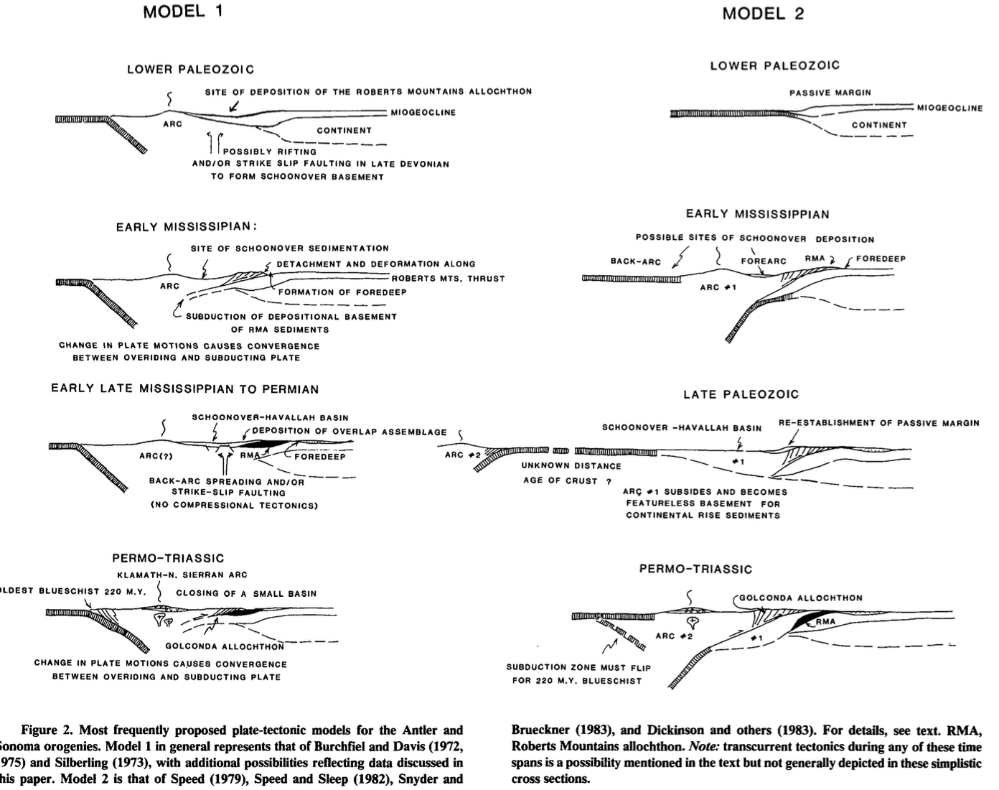 MODEL 1
LOWER PALEOZOIC
SITE OF DEPOSITION OF THE ROBERTS MOUNTAINS ALLOCHTHON
MIOGEOCLINE
ARC
CONTINENT
POSSIBLY RIFTING
AND/OR STRIKE SLIP FAULTING IN LATE DEVONIAN
TO FORM SCHOONOVER BASEMENT
EARLY MISSISSIPIAN:
SITE OF SCHOONOVER SEDIMENTATION
DETACHMENT AND DEFORMATION ALONG
ROBERTS MTS. THRUST
ARC
FORMATION OF FOREDEEP
SUBDUCTION OF DEPOSITIONAL BASEMENT
OF RMA SEDIMENTS
CHANGE IN PLATE MOTIONS CAUSES CONVERGENCE
BETWEEN OVERIDING AND SUBDUCTING PLATE
EARLY LATE MISSISSIPPIAN TO PERMIAN
SCHOONOVER-HAVALLAH BASIN
DEPOSITION OF OVERLAP ASSEMBLAGE
ARC(?)
RMA
FOREDEEP
BACK-ARC SPREADING AND/OR
STRIKE-SLIP FAULTING
(NO COMPRESSIONAL TECTONICS)
PERMO-TRIASSIC
KLAMATH-N. SIERRAN ARC
OLDEST BLUESCHIST 220 M.Y.
CLOSING OF A SMALL BASIN
GOLCONDA ALLOCHTHON
CHANGE IN PLATE MOTIONS CAUSES CONVERGENCE
BETWEEN OVERIDING AND SUBDUCTING PLATE
MODEL 2
LOWER PALEOZOIC
PASSIVE MARGIN
MIOGEOCLINE
CONTINENT
EARLY MISSISSIPPIAN
POSSIBLE SITES OF SCHOONOVER DEPOSITION
BACK-ARC
FOREARC
RMA
FOREDEEP
ARC #1
LATE PALEOZOIC
SCHOONOVER -HAVALLAH BASIN
RE-ESTABLISHMENT OF PASSIVE MARGIN
ARC #2
#1
UNKNOWN DISTANCE
AGE OF CRUST ?
ARC #1 SUBSIDES AND BECOMES
FEATURELESS BASEMENT FOR
CONTINENTAL RISE SEDIMENTS
PERMO-TRIASSIC
GOLCONDA ALLOCHTHON
RMA
ARC #2
#1
SUBDUCTION ZONE MUST FLIP
FOR 220 M.Y. BLUESCHIST
Figure 2. Most frequently proposed plate-tectonic models for the Antler and
Sonoma orogenies. Model 1 in general represents that of Burchfiel and Davis (1972,
1975) and Silberling (1973), with additional possibilities reflecting data discussed in
this paper. Model 2 is that of Speed (1979), Speed and Sleep (1982), Snyder and
Brueckner (1983), and Dickinson and others (1983). For details, see text. RMA,
Roberts Mountains allochthon. Note: transcurrent tectonics during any of these time
spans is a possibility mentioned in the text but not generally depicted in these simplistic
cross sections.